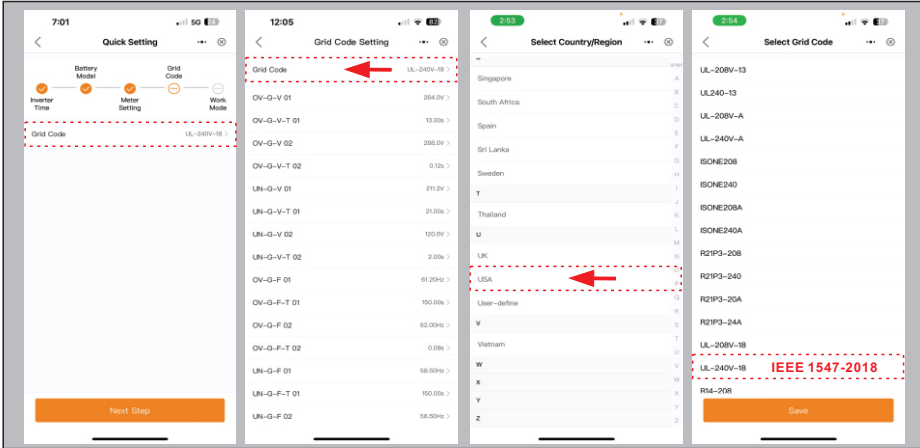 7:01
5G
Quick Setting
Battery Model
Grid Code
Inverter Time
Meter Setting
Work Mode
Grid Code UL-240V-18 >
Next Step
12:05
Grid Code Setting
Grid Code UL-240V-18 >
OV-G-V 01 264.0V >
OV-G-V-T 01 13.00s >
OV-G-V 02 288.0V >
OV-G-V-T 02 0.12s >
UN-G-V 01 211.2V >
UN-G-V-T 01 21.00s >
UN-G-V 02 120.0V >
UN-G-V-T 02 2.00s >
OV-G-F 01 61.20Hz >
OV-G-F-T 01 150.00s >
OV-G-F 02 62.00Hz >
OV-G-F-T 02 0.08s >
UN-G-F 01 58.50Hz >
UN-G-F-T 01 150.00s >
UN-G-F 02 56.50Hz >
2:53
Select Country/Region
Singapore
South Africa
Spain
Sri Lanka
Sweden
T
Thailand
U
UK
USA
User-define
V
Vietnam
W
X
Y
Z
A
B
C
D
E
F
G
H
I
J
K
L
M
N
O
P
Q
R
S
T
U
V
W
X
Y
Z
2:54
Select Grid Code
UL-208V-13
UL240-13
UL-208V-A
UL-240V-A
ISONE208
ISONE240
ISONE208A
ISONE240A
R21P3-208
R21P3-240
R21P3-20A
R21P3-24A
UL-208V-18
UL-240V-18 IEEE 1547-2018
R14-208
Save